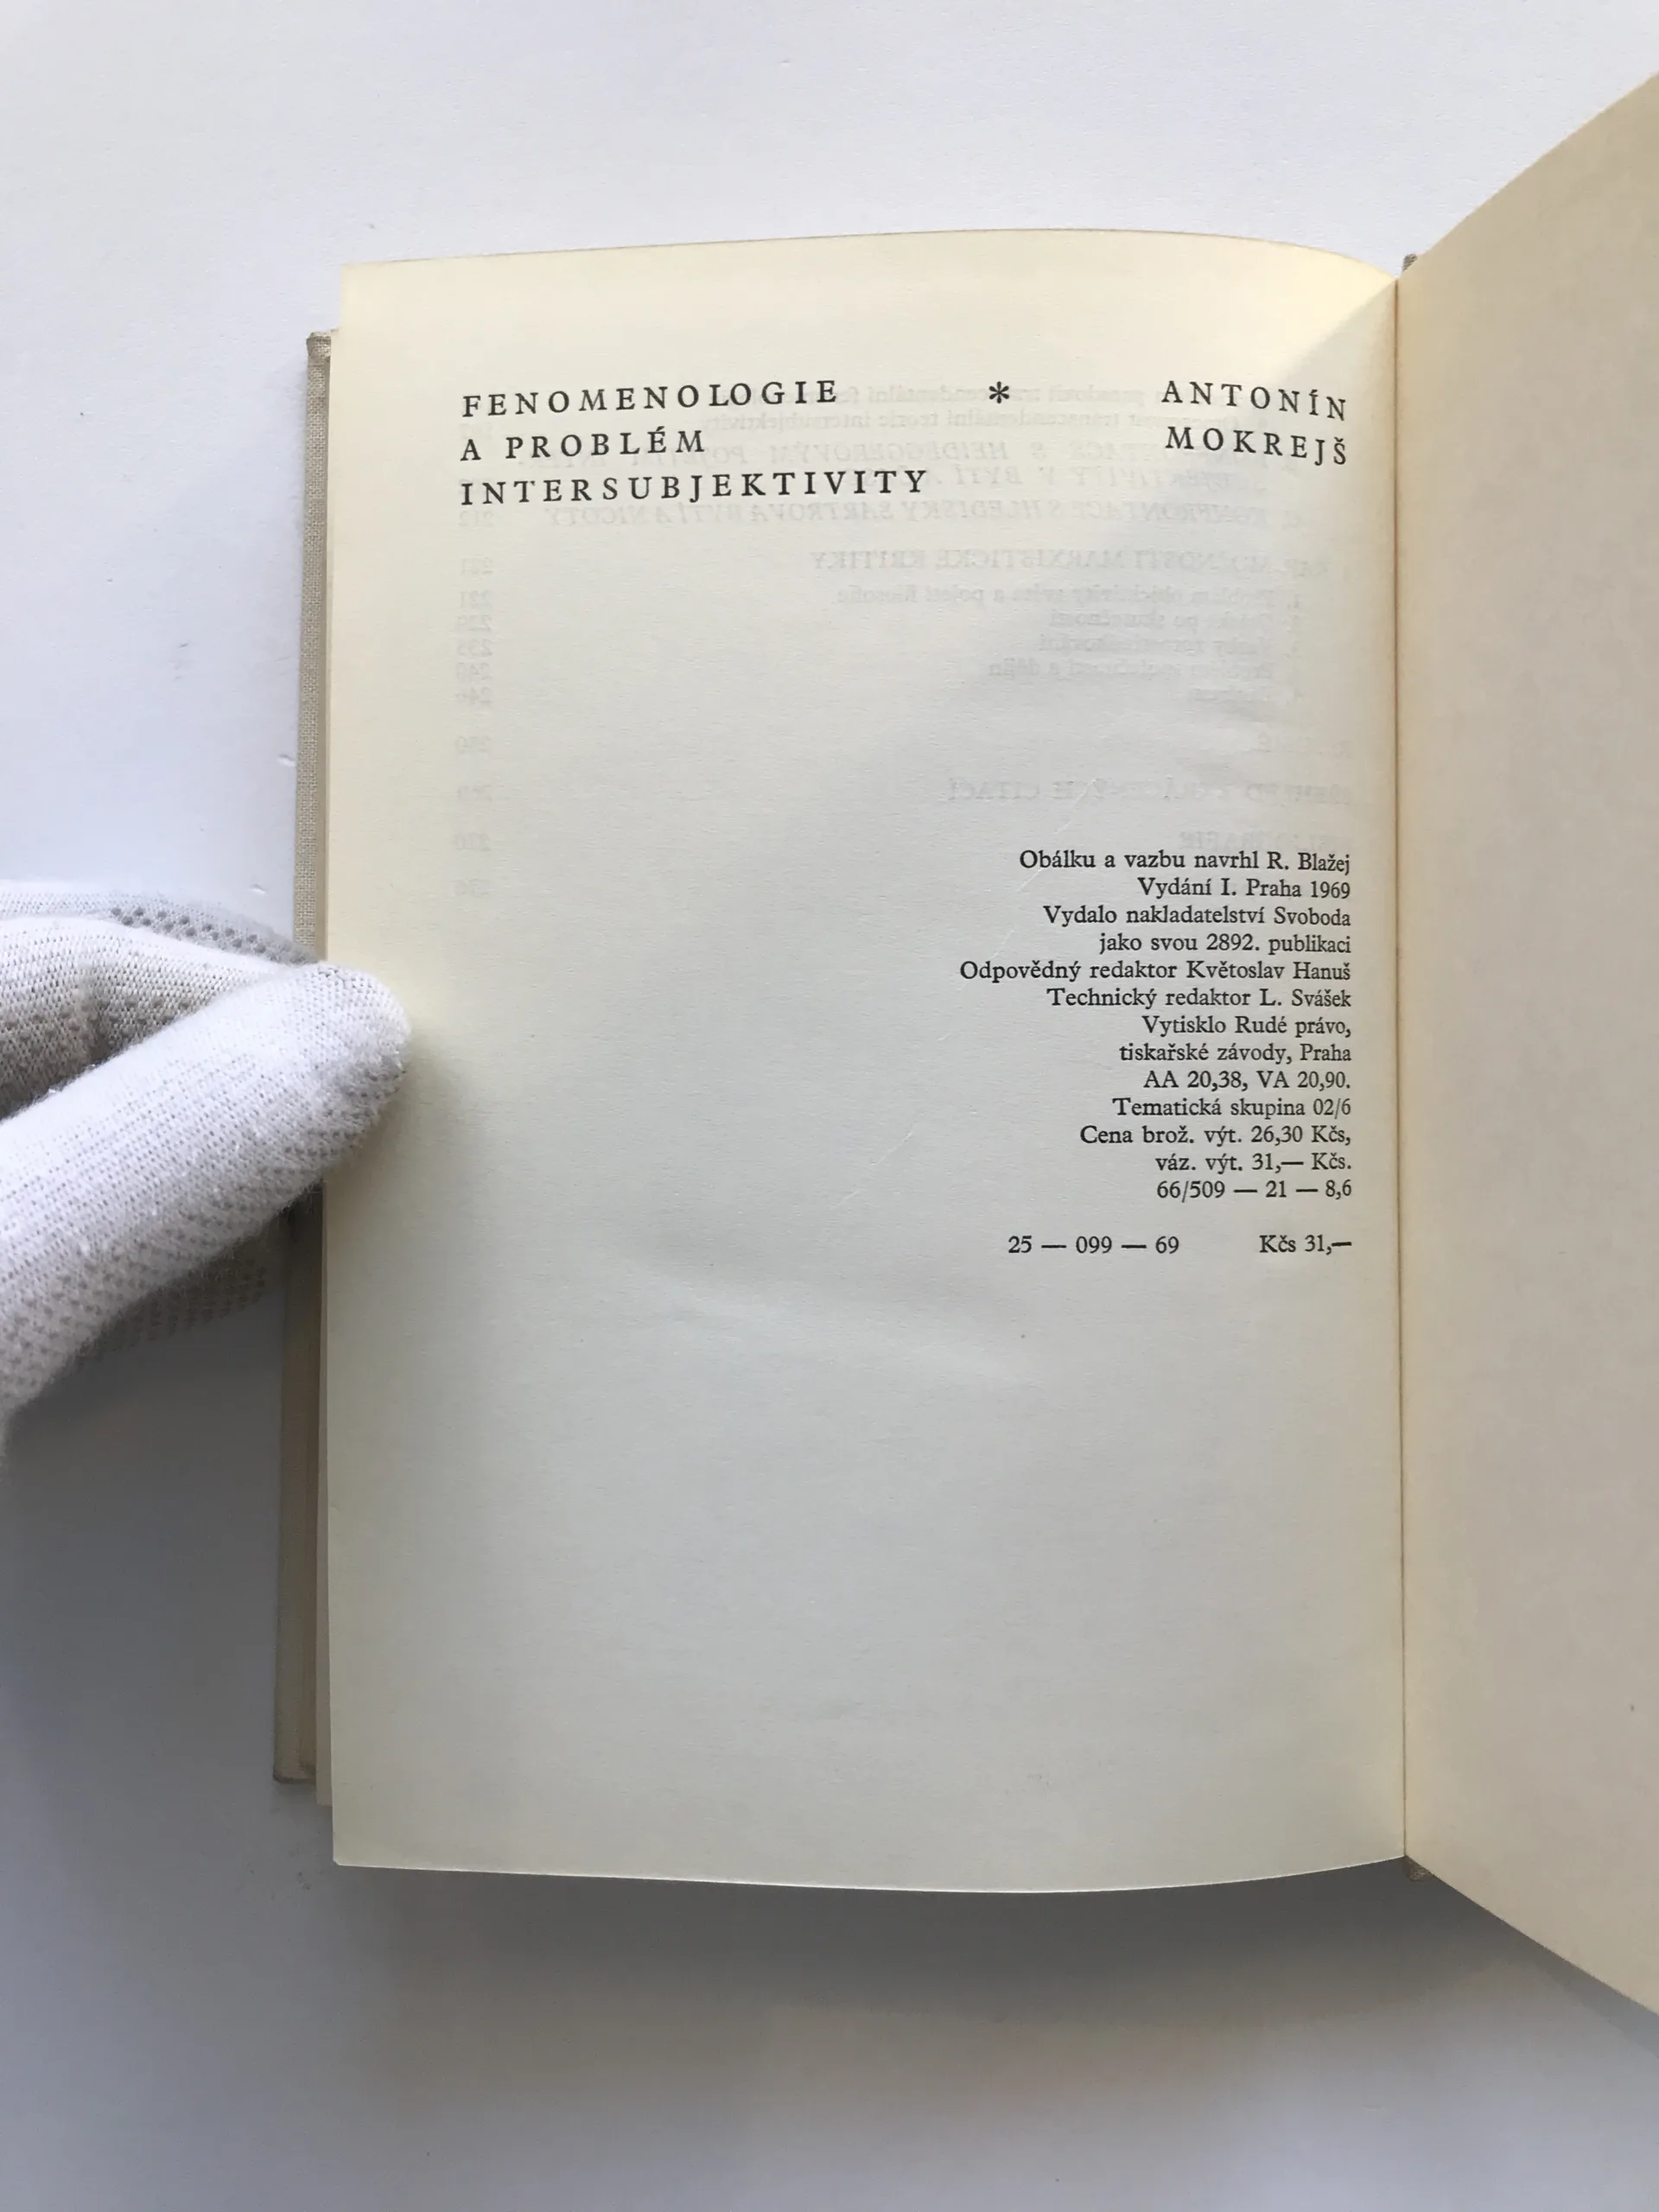 FENOMENOLOGIE * ANTONÍN
A PROBLÉM MOKREJŠ
INTERSUBJEKTIVITY
Obálku a vazbu navrhl R. Blažej
Vydání I. Praha 1969
Vydalo nakladatelství Svoboda
jako svou 2892. publikaci
Odpovědný redaktor Květoslav Hanuš
Technický redaktor L. Svášek
Vytisklo Rudé právo,
tiskařské závody, Praha
AA 20,38, VA 20,90.
Tematická skupina 02/6
Cena brož. výt. 26,30 Kčs,
váz. výt. 31,— Kčs.
66/509 — 21 — 8,6
25 — 099 — 69 Kčs 31,—